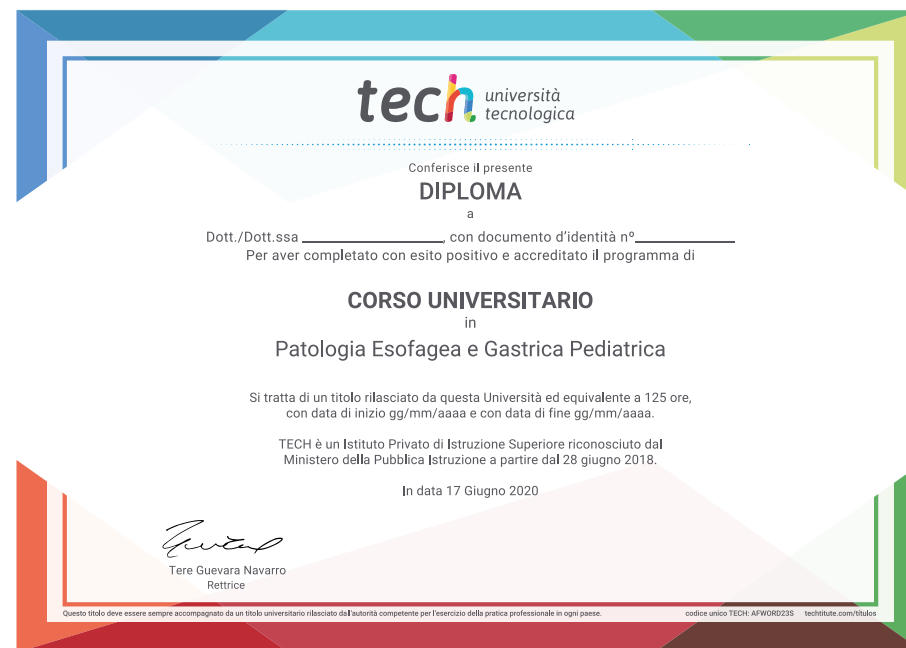 tech università
tecnologica
Conferisce il presente
DIPLOMA
a
Dott./Dott.ssa ____________________, con documento d'identità nº______________
Per aver completato con esito positivo e accreditato il programma di
CORSO UNIVERSITARIO
in
Patologia Esofagea e Gastrica Pediatrica
Si tratta di un titolo rilasciato da questa Università ed equivalente a 125 ore,
con data di inizio gg/mm/aaaa e con data di fine gg/mm/aaaa.
TECH è un Istituto Privato di Istruzione Superiore riconosciuto dal
Ministero della Pubblica Istruzione a partire dal 28 giugno 2018.
In data 17 Giugno 2020
Tere Guevara Navarro
Rettrice
Questo titolo deve essere sempre accompagnato da un titolo universitario rilasciato dall'autorità competente per l'esercizio della pratica professionale in ogni paese. codice unico TECH: AFWORD23S techtitute.com/títulos